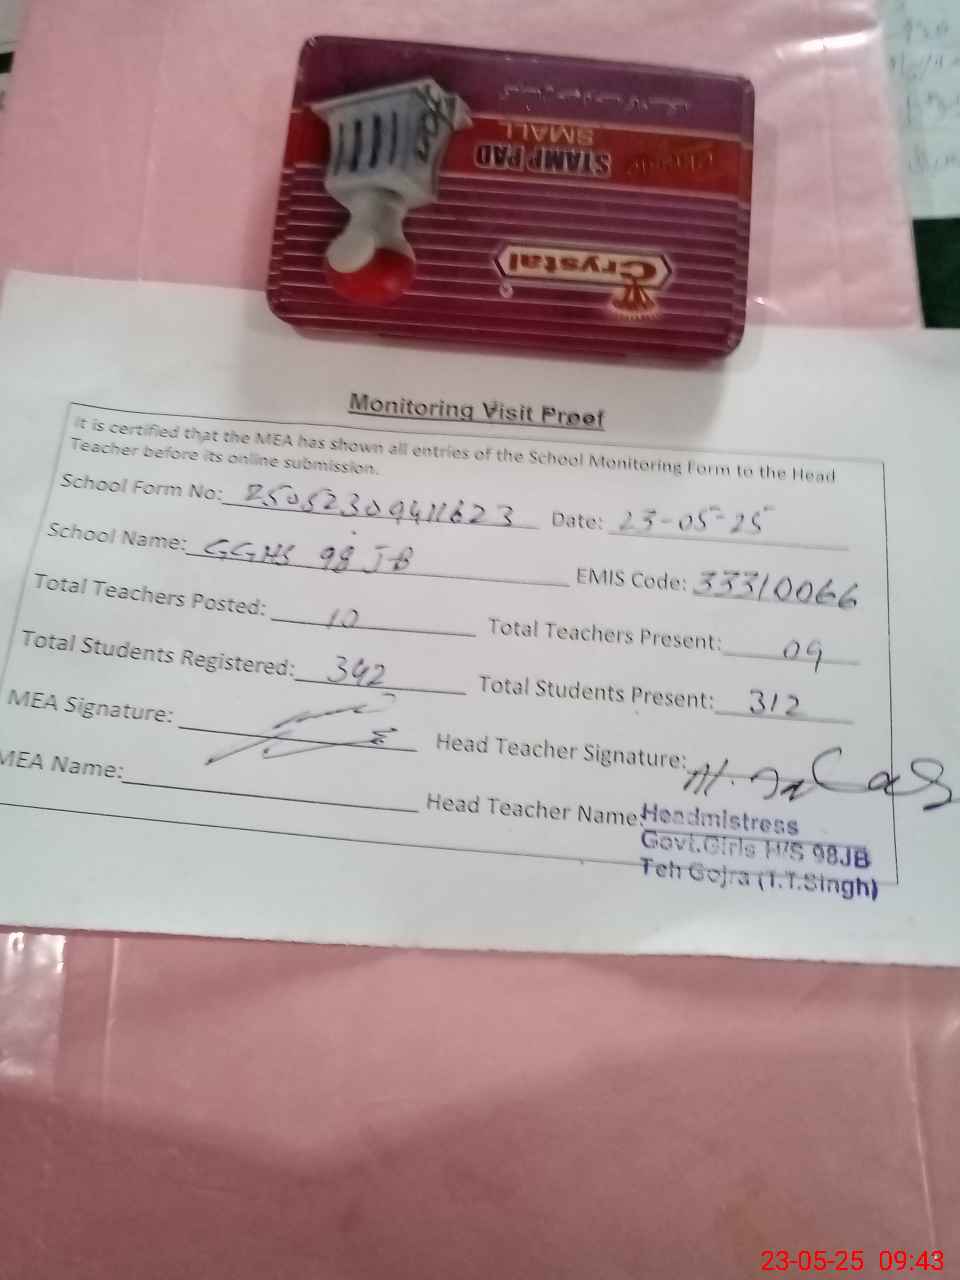 STAMP PAD
SMALL
Crystal
Monitoring Visit Proof
It is certified that the MEA has shown all entries of the School Monitoring Form to the Head
Teacher before its online submission.
School Form No: 25052309411623 Date: 23-05-25
School Name: GGHS 98 JB EMIS Code: 33310066
Total Teachers Posted: 10 Total Teachers Present: 09
Total Students Registered: 342 Total Students Present: 312
MEA Signature: Head Teacher Signature:
MEA Name: Head Teacher Name:
Headmistress
Govt.Girls H/S 98JB
Teh Gojra (T.T.Singh)
23-05-25 09:43